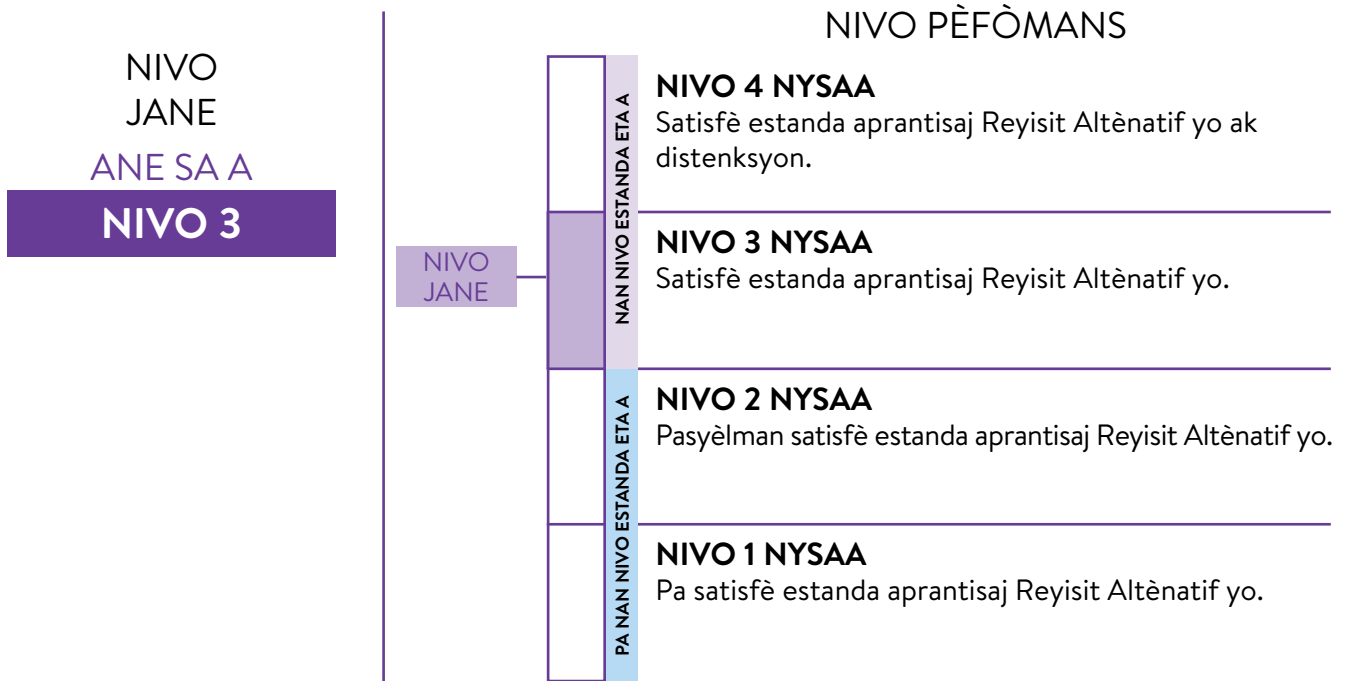 NIVO
JANE
ANE SA A
NIVO 3
NIVO PÈFÒMANS
NIVO
JANE
NAN NIVO ESTANDA ETA A
NIVO 4 NYSAA
Satisfè estanda aprantisaj Reyisit Altènatif yo ak
distenksyon.
NIVO 3 NYSAA
Satisfè estanda aprantisaj Reyisit Altènatif yo.
PA NAN NIVO ESTANDA ETA A
NIVO 2 NYSAA
Pasyèlman satisfè estanda aprantisaj Reyisit Altènatif yo.
NIVO 1 NYSAA
Pa satisfè estanda aprantisaj Reyisit Altènatif yo.